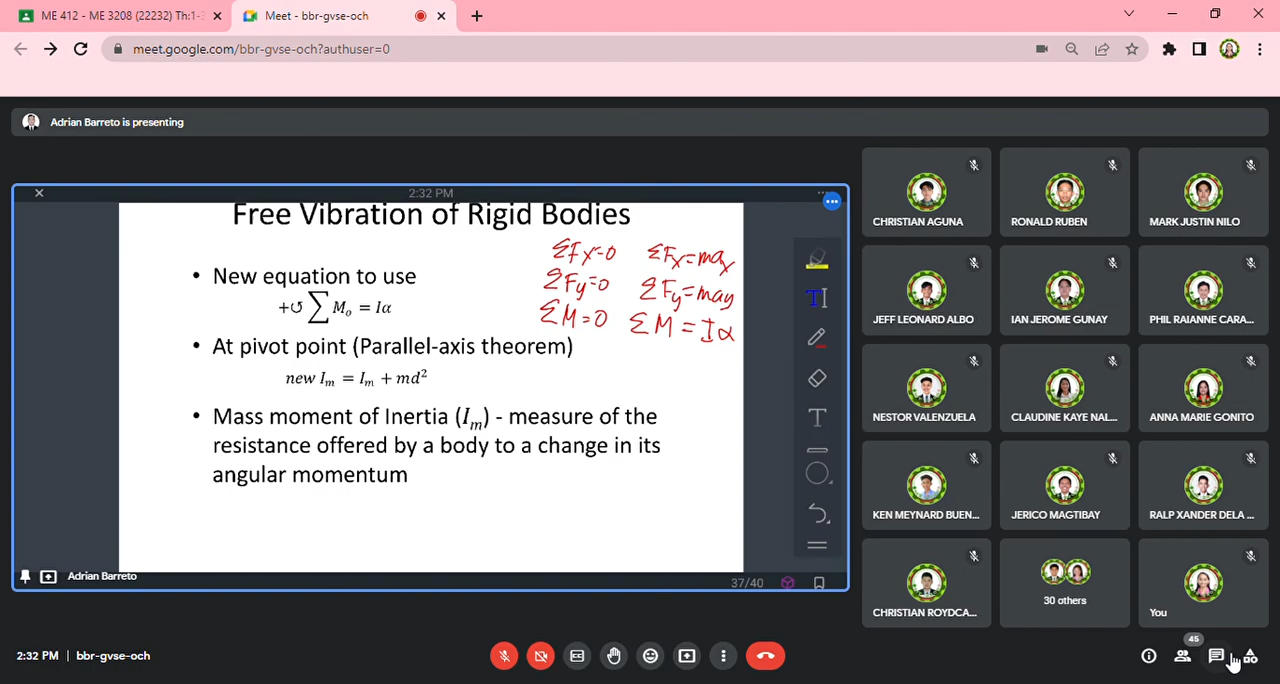 ME 412 - ME 3208 (22232) Th:1-3
Meet - bbr-gvse-och
meet.google.com/bbr-gvse-och?authuser=0
Adrian Barreto is presenting
2:32 PM
Free Vibration of Rigid Bodies
ΣFx=0 ΣFx=max
• New equation to use
ΣFy=0 ΣFy=may
+↺ ∑ Mₒ = Iα
ΣM=0 ΣM=Iα
• At pivot point (Parallel-axis theorem)
new Iₘ = Iₘ + md²
• Mass moment of Inertia (Iₘ) - measure of the
resistance offered by a body to a change in its
angular momentum
Adrian Barreto
37/40
CHRISTIAN AGUNA
RONALD RUBEN
MARK JUSTIN NILO
JEFF LEONARD ALBO
IAN JEROME GUNAY
PHIL RAIANNE CARA...
NESTOR VALENZUELA
CLAUDINE KAYE NAL...
ANNA MARIE GONITO
KEN MEYNARD BUEN...
JERICO MAGTIBAY
RALP XANDER DELA ...
CHRISTIAN ROYDCA...
30 others
You
2:32 PM | bbr-gvse-och
45